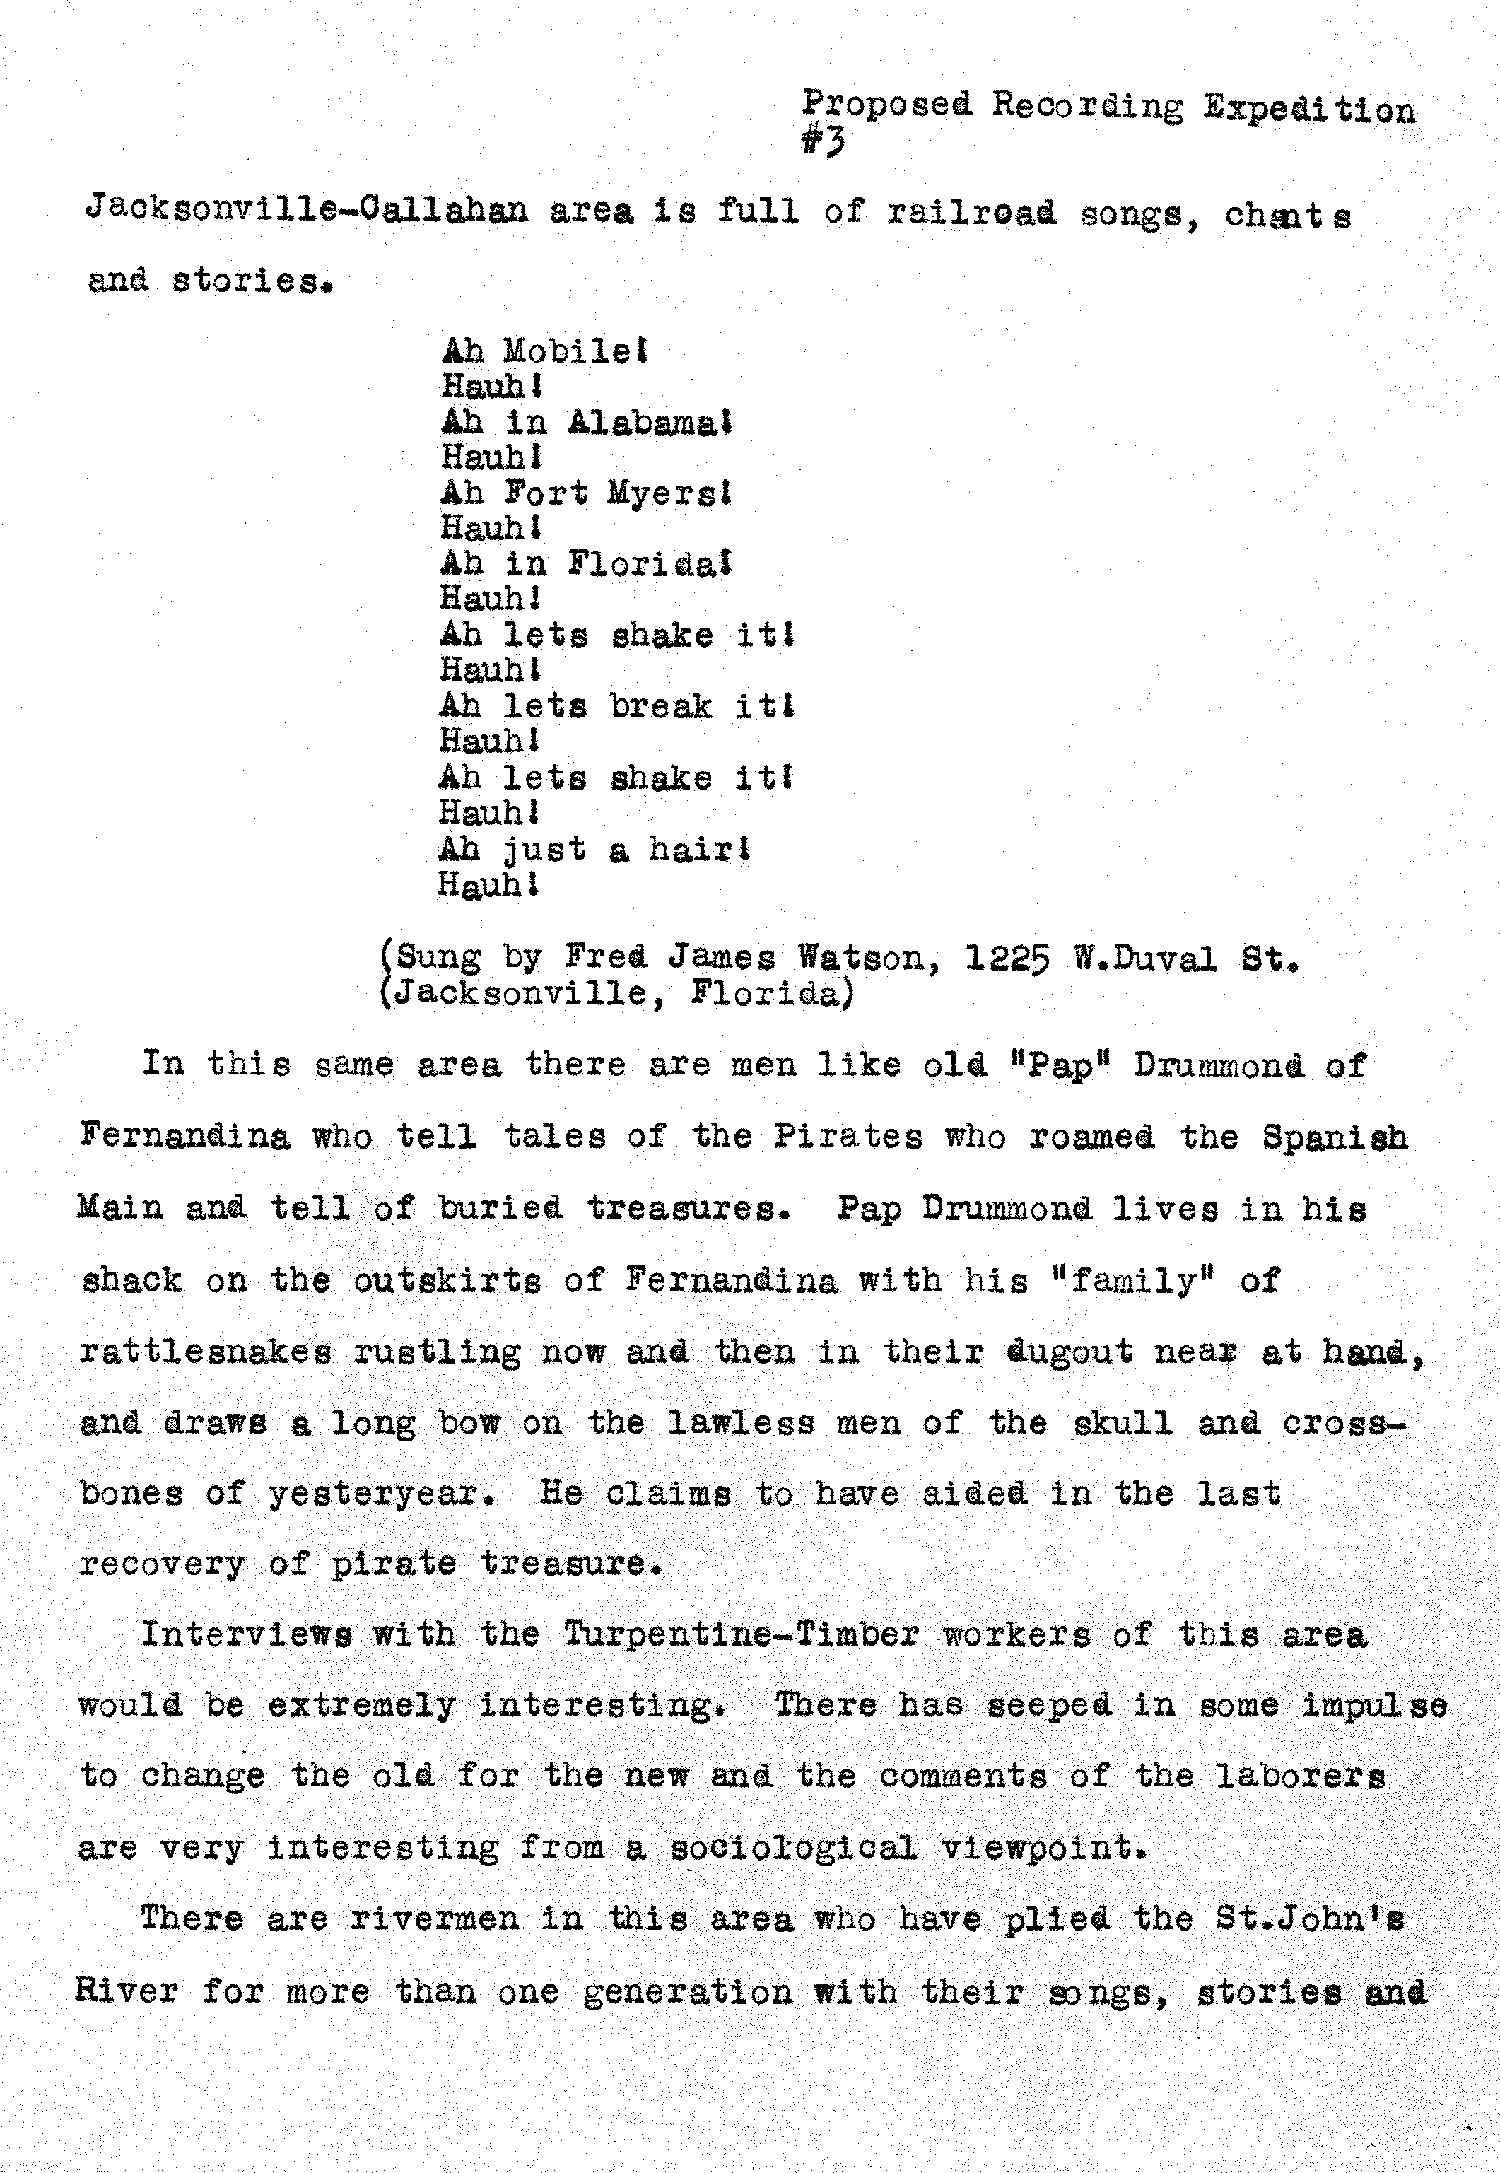 Proposed Recording Expedition
#3
Jacksonville-Callahan area is full of railroad songs, chants
and stories.
Ah Mobile!
Hauh!
Ah in Alabama!
Hauh!
Ah Fort Myers!
Hauh!
Ah in Florida!
Hauh!
Ah lets shake it!
Hauh!
Ah lets break it!
Hauh!
Ah lets shake it!
Hauh!
Ah just a hair!
Hauh!
(Sung by Fred James Watson, 1225 W.Duval St.
(Jacksonville, Florida)
In this same area there are men like old "Pap" Drummond of
Fernandina who tell tales of the Pirates who roamed the Spanish
Main and tell of buried treasures. Pap Drummond lives in his
shack on the outskirts of Fernandina with his "family" of
rattlesnakes rustling now and then in their dugout near at hand,
and draws a long bow on the lawless men of the skull and cross-
bones of yesteryear. He claims to have aided in the last
recovery of pirate treasure.
Interviews with the Turpentine-Timber workers of this area
would be extremely interesting. There has seeped in some impulse
to change the old for the new and the comments of the laborers
are very interesting from a sociological viewpoint.
There are rivermen in this area who have plied the St.John's
River for more than one generation with their songs, stories and